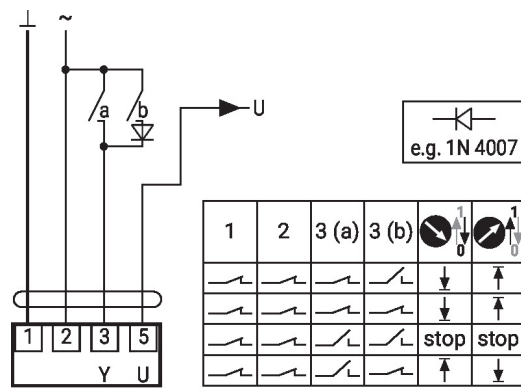 ⊥ ~
a b
U
e.g. 1N 4007
1 2 3 (a) 3 (b) 1 0 1 0
stop stop
1 2 3 5
Y U